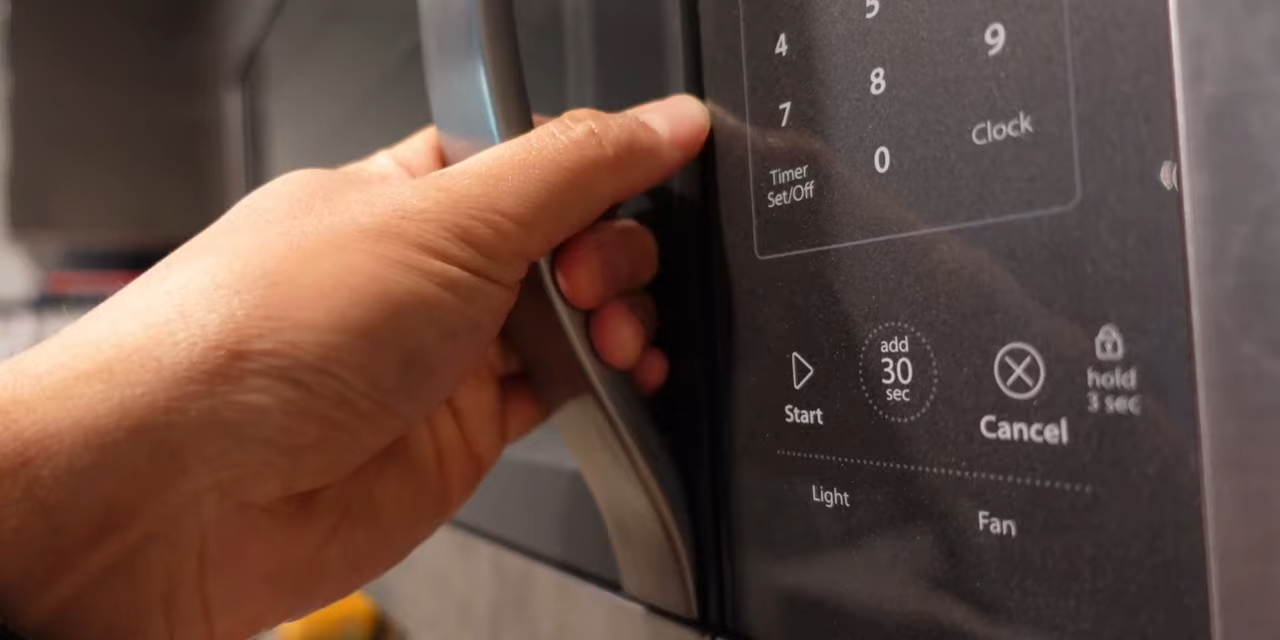 5
4
9
8
7
Clock
0
Timer
Set/Off
add
30
sec
Start
Cancel
hold
3 sec
Light
Fan